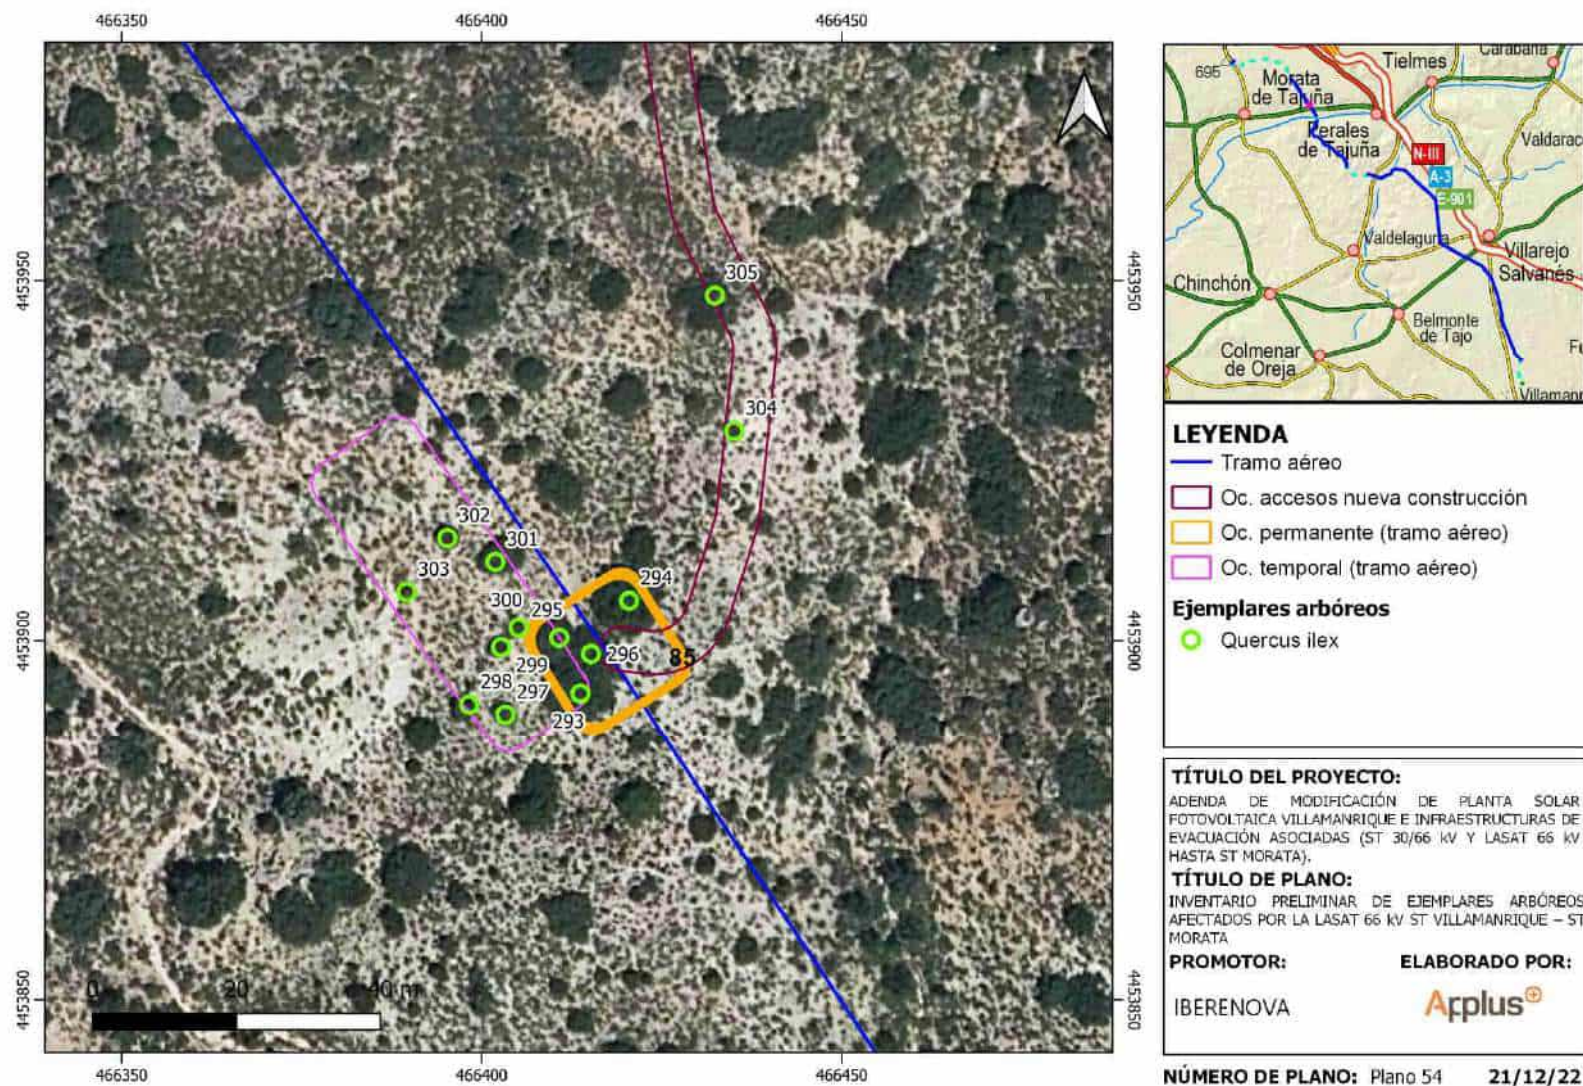 466350
466400
466450
4453950
4453950
305
304
302
301
303
300
295
294
4453900
4453900
299
296
85
298
297
293
4453850
4453850
0
20
40 m
466350
466400
466450
695
Morata
de Tajuña
Tielmes
Carabaña
Perales
de Tajuña
Valdarac
N-III
A-3
E-901
Valdelaguna
Villarejo
Salvanés
Chinchón
Belmonte
de Tajo
Colmenar
de Oreja
Fu
Villamanr
LEYENDA
Tramo aéreo
Oc. accesos nueva construcción
Oc. permanente (tramo aéreo)
Oc. temporal (tramo aéreo)
Ejemplares arbóreos
Quercus ilex
TÍTULO DEL PROYECTO:
ADENDA DE MODIFICACIÓN DE PLANTA SOLAR
FOTOVOLTAICA VILLAMANRIQUE E INFRAESTRUCTURAS DE
EVACUACIÓN ASOCIADAS (ST 30/66 kV Y LASAT 66 kV
HASTA ST MORATA).
TÍTULO DE PLANO:
INVENTARIO PRELIMINAR DE EJEMPLARES ARBÓREOS
AFECTADOS POR LA LASAT 66 kV ST VILLAMANRIQUE – ST
MORATA
PROMOTOR: ELABORADO POR:
IBERENOVA Applus+
NÚMERO DE PLANO: Plano 54 21/12/22